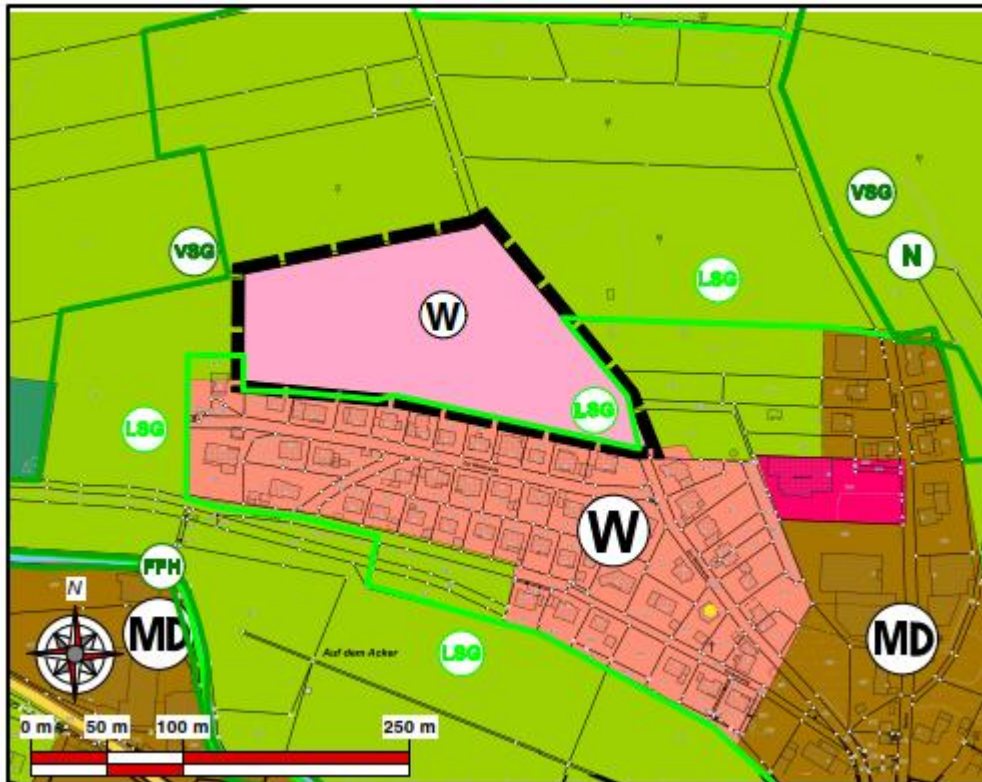 VSG
N
VSG
LSG
W
LSG
LSG
W
FFH
N
MD
MD
Auf dem Acker
LSG
0 m
50 m
100 m
250 m